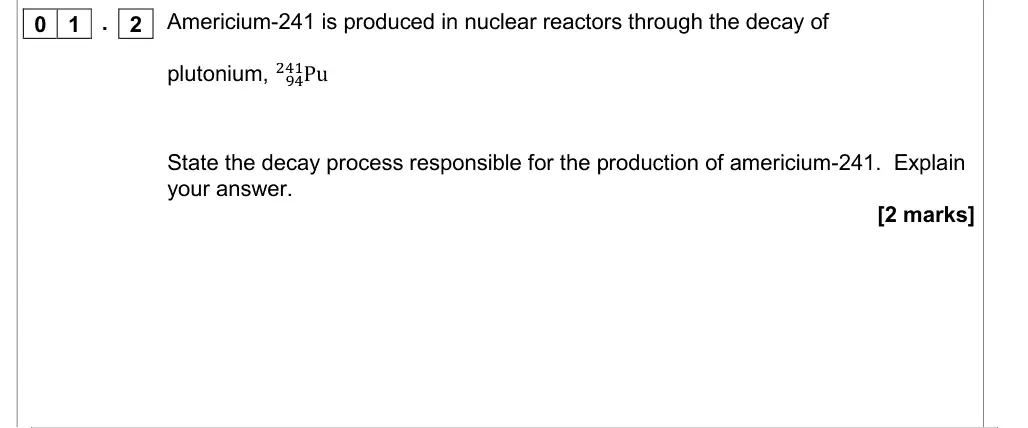 0 1 . 2 Americium-241 is produced in nuclear reactors through the decay of
plutonium, ²⁴¹₉₄Pu
State the decay process responsible for the production of americium-241. Explain
your answer.
[2 marks]